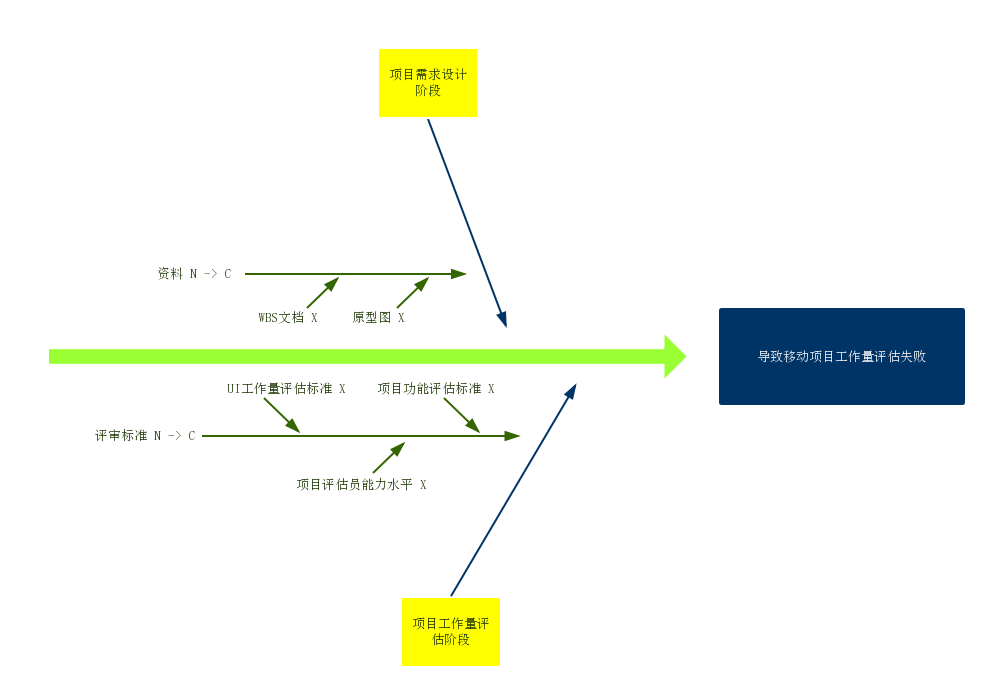 项目需求设计
阶段
资料 N -> C
WBS文档 X
原型图 X
导致移动项目工作量评估失败
UI工作量评估标准 X
项目功能评估标准 X
评审标准 N -> C
项目评估员能力水平 X
项目工作量评
估阶段